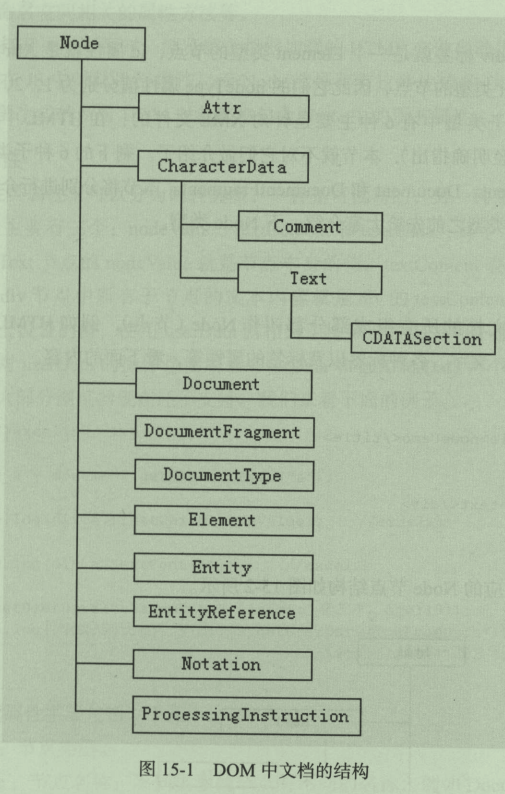 Node
Attr
CharacterData
Comment
Text
CDATASection
Document
DocumentFragment
DocumentType
Element
Entity
EntityReference
Notation
ProcessingInstruction
图 15-1 DOM 中文档的结构